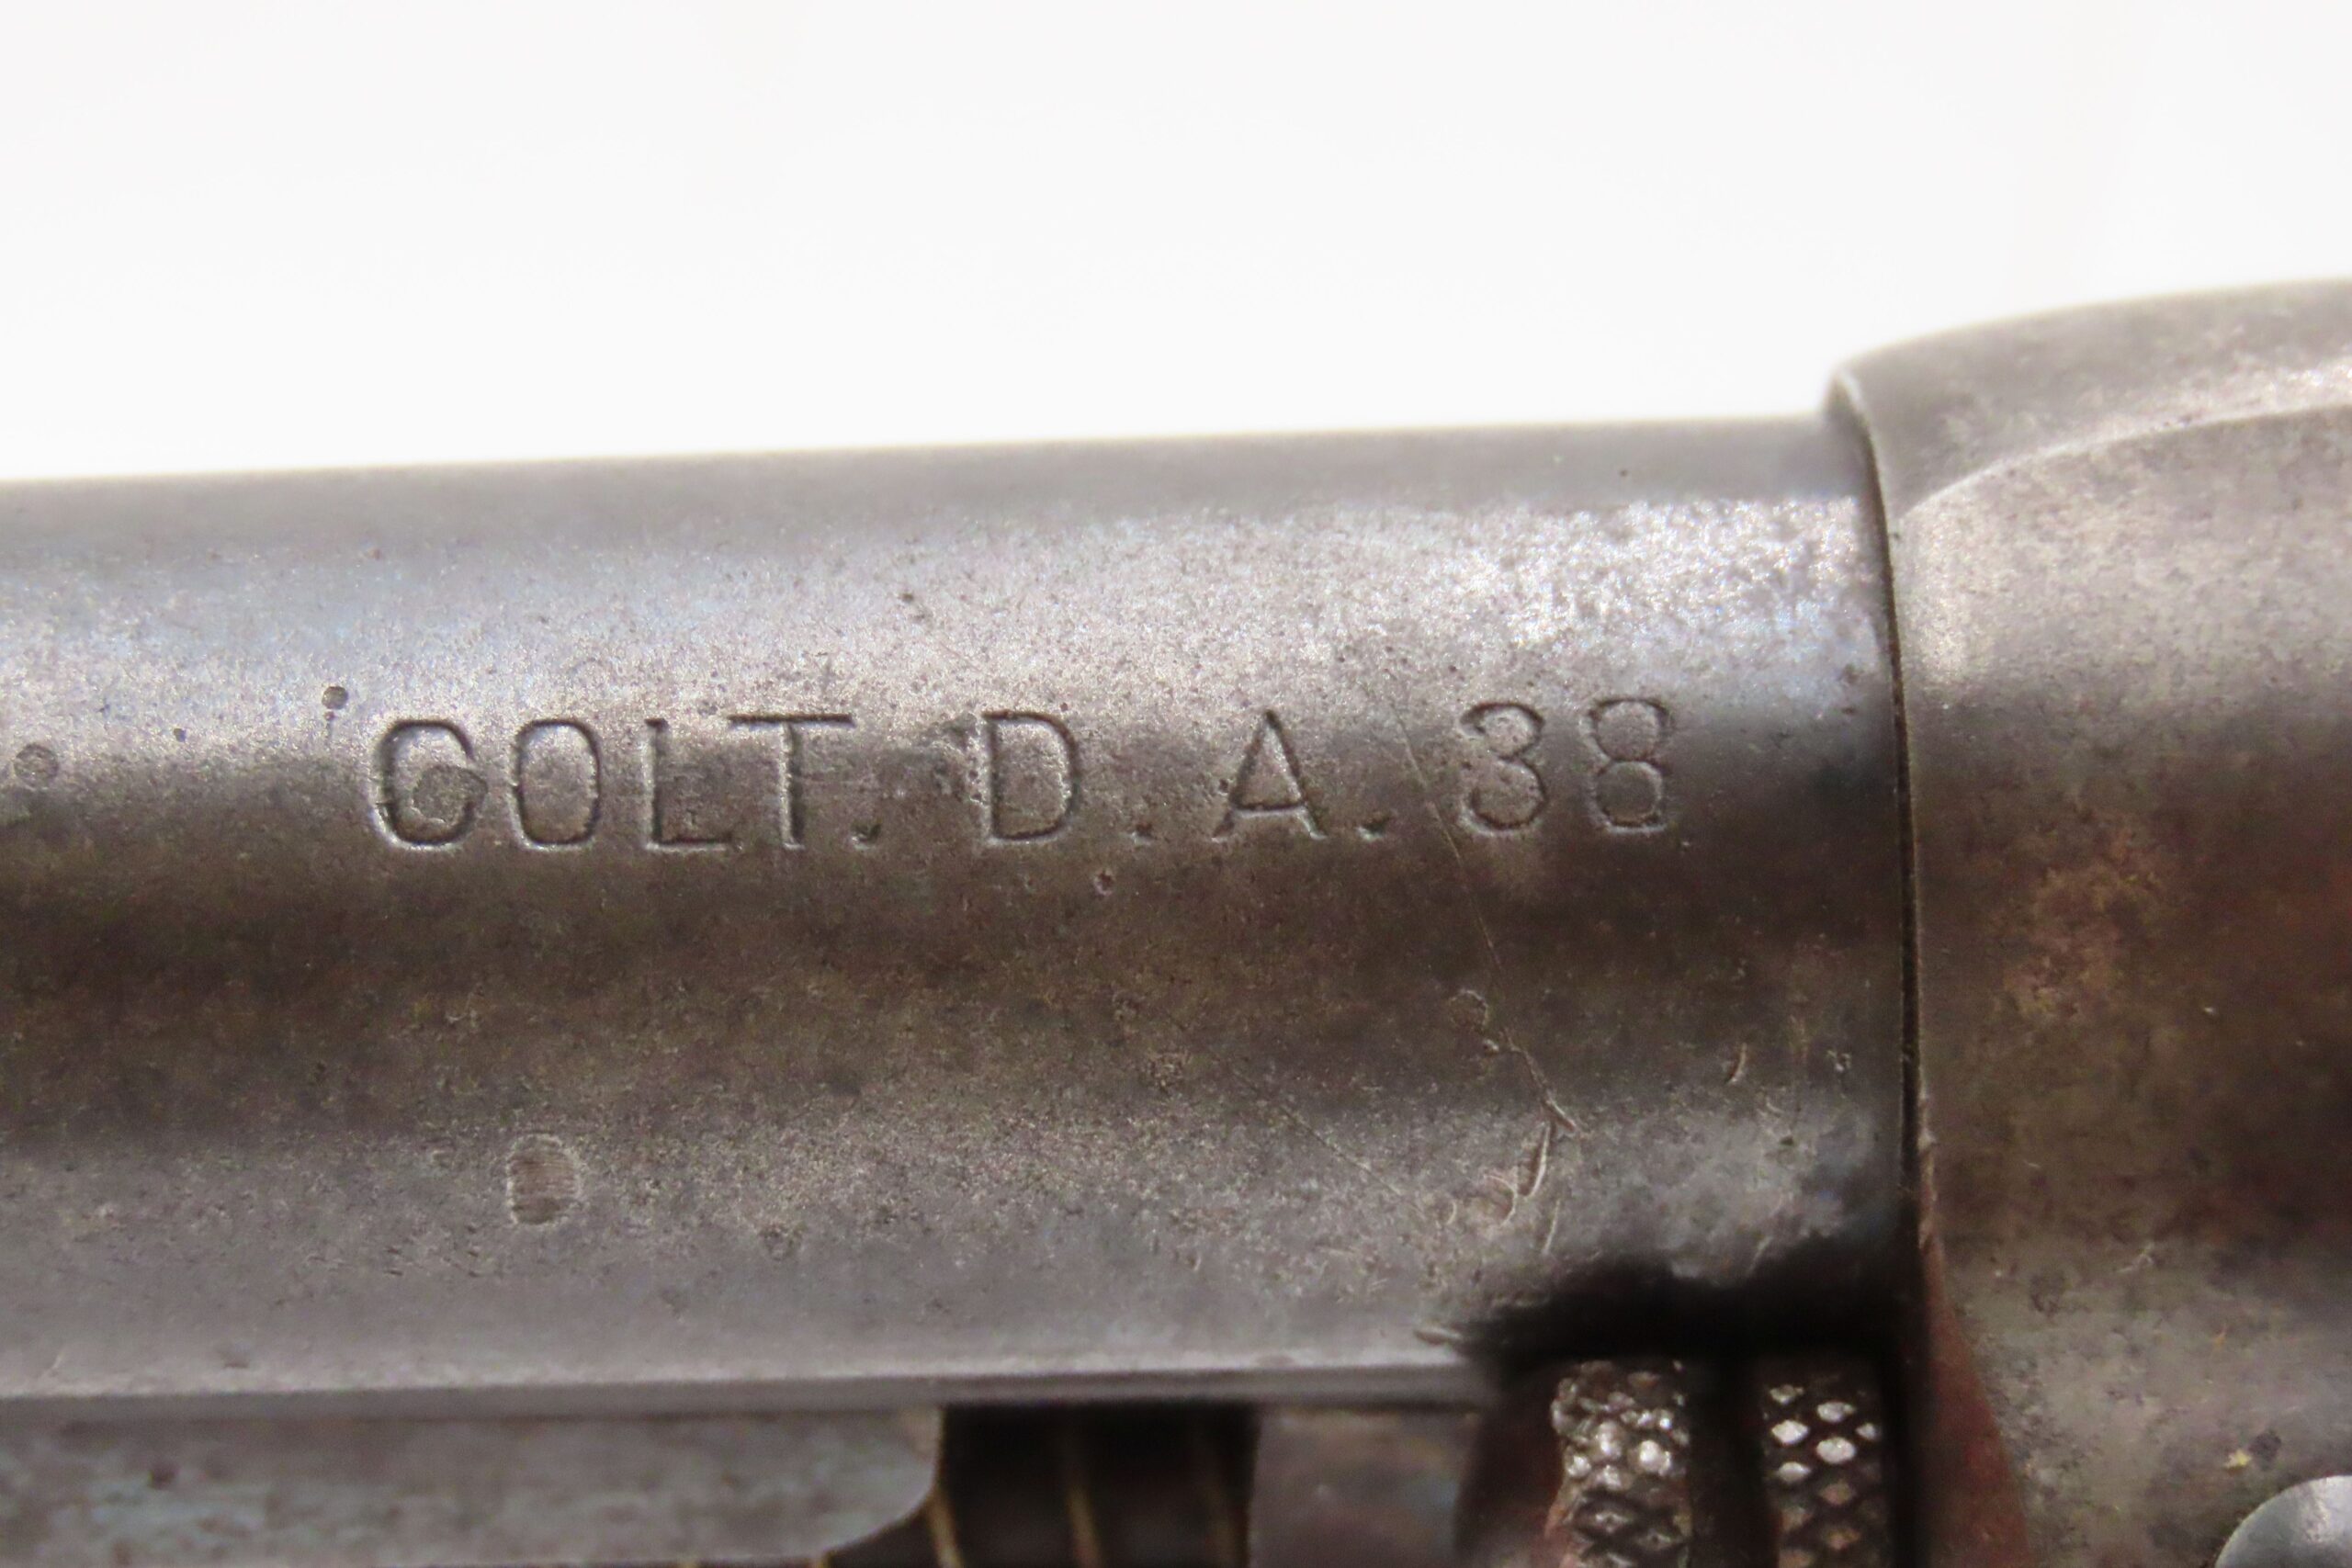 COLT. D. A. 38